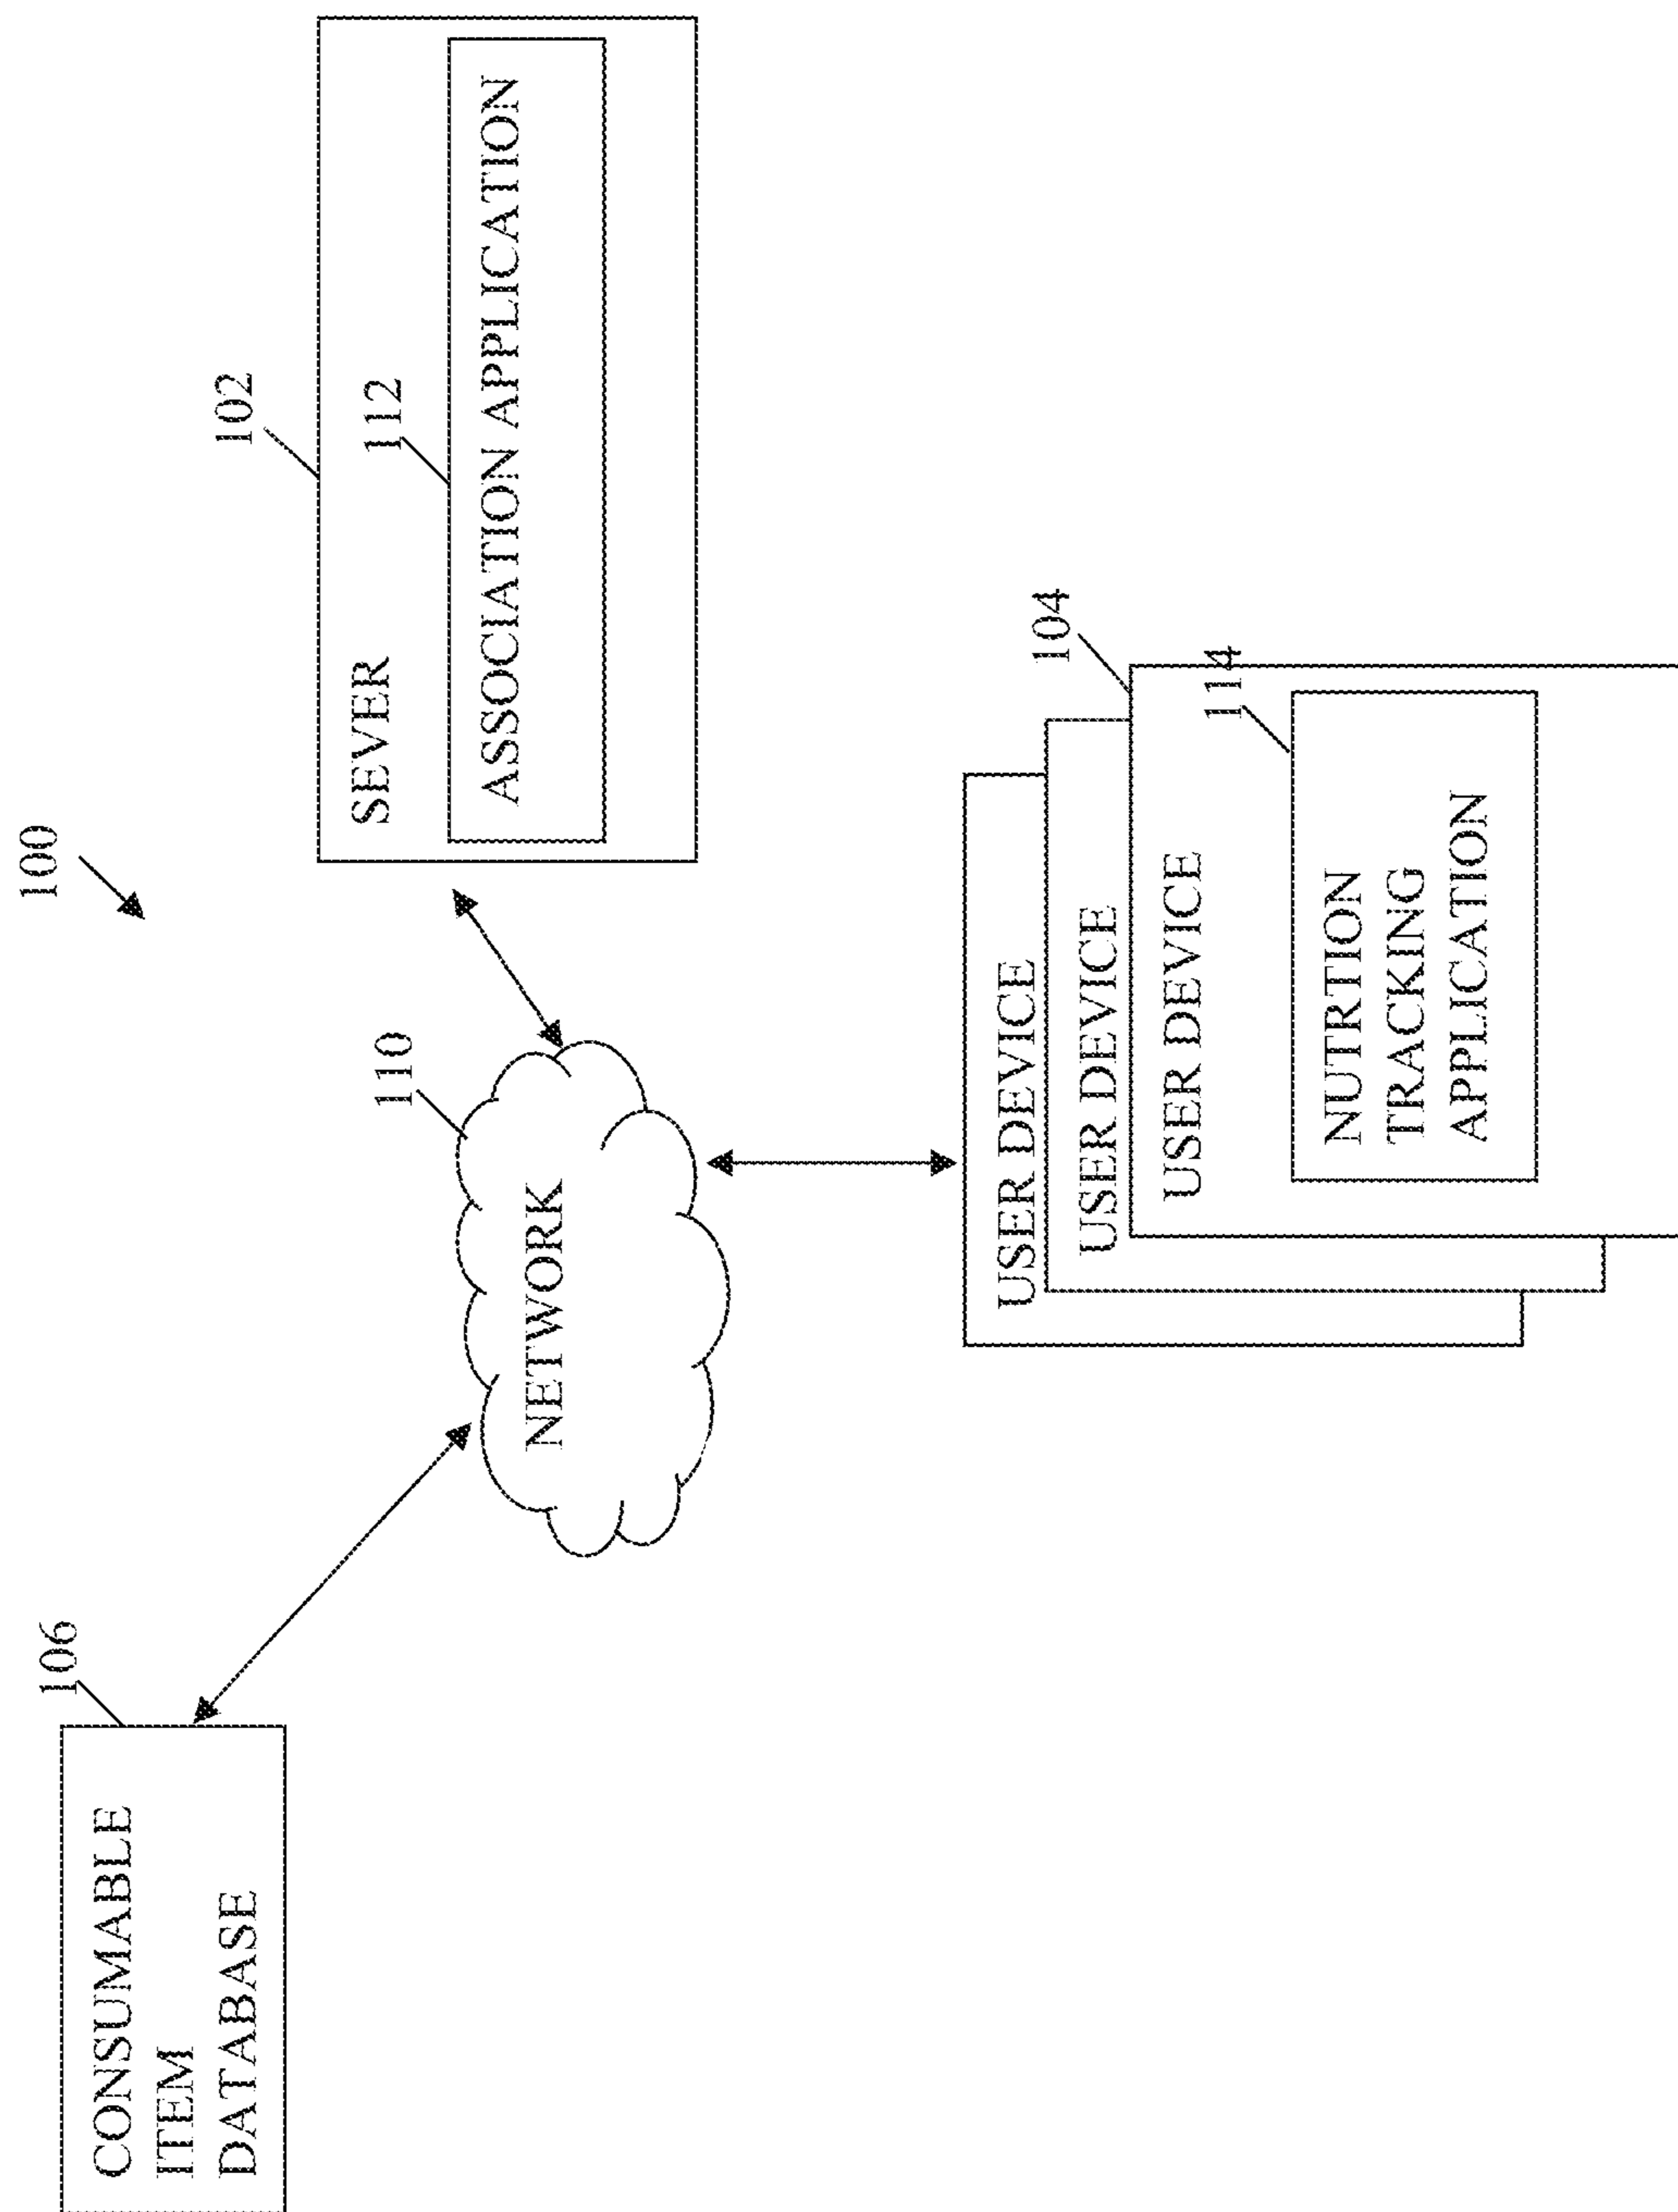 100
106
CONSUMABLE
ITEM
DATABASE
102
SEVER
112
ASSOCIATION APPLICATION
110
NETWORK
USER DEVICE
USER DEVICE
104
USER DEVICE
114
NUTRTION
TRACKING
APPLICATION